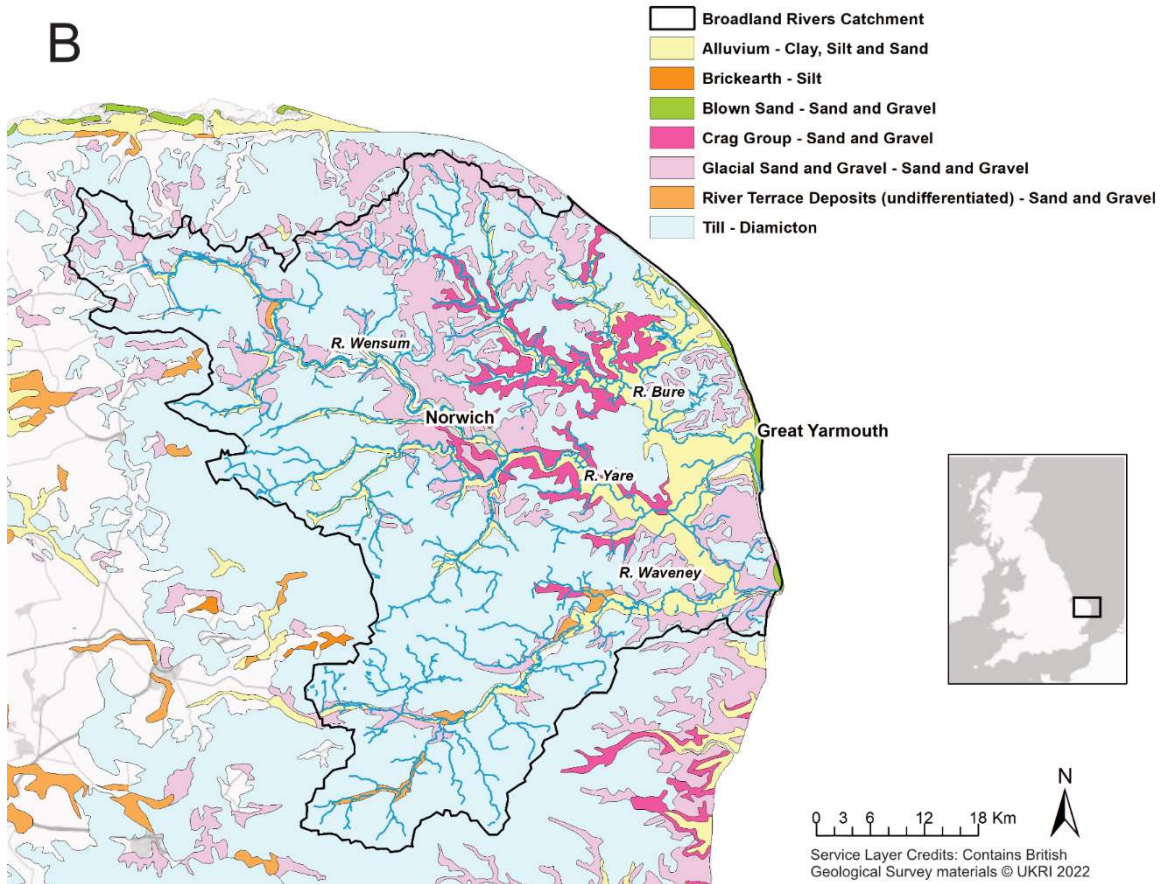 B
Broadland Rivers Catchment
Alluvium - Clay, Silt and Sand
Brickearth - Silt
Blown Sand - Sand and Gravel
Crag Group - Sand and Gravel
Glacial Sand and Gravel - Sand and Gravel
River Terrace Deposits (undifferentiated) - Sand and Gravel
Till - Diamicton
R. Wensum
R. Bure
Norwich
Great Yarmouth
R. Yare
R. Waveney
N
0 3 6 12 18 Km
Service Layer Credits: Contains British
Geological Survey materials © UKRI 2022